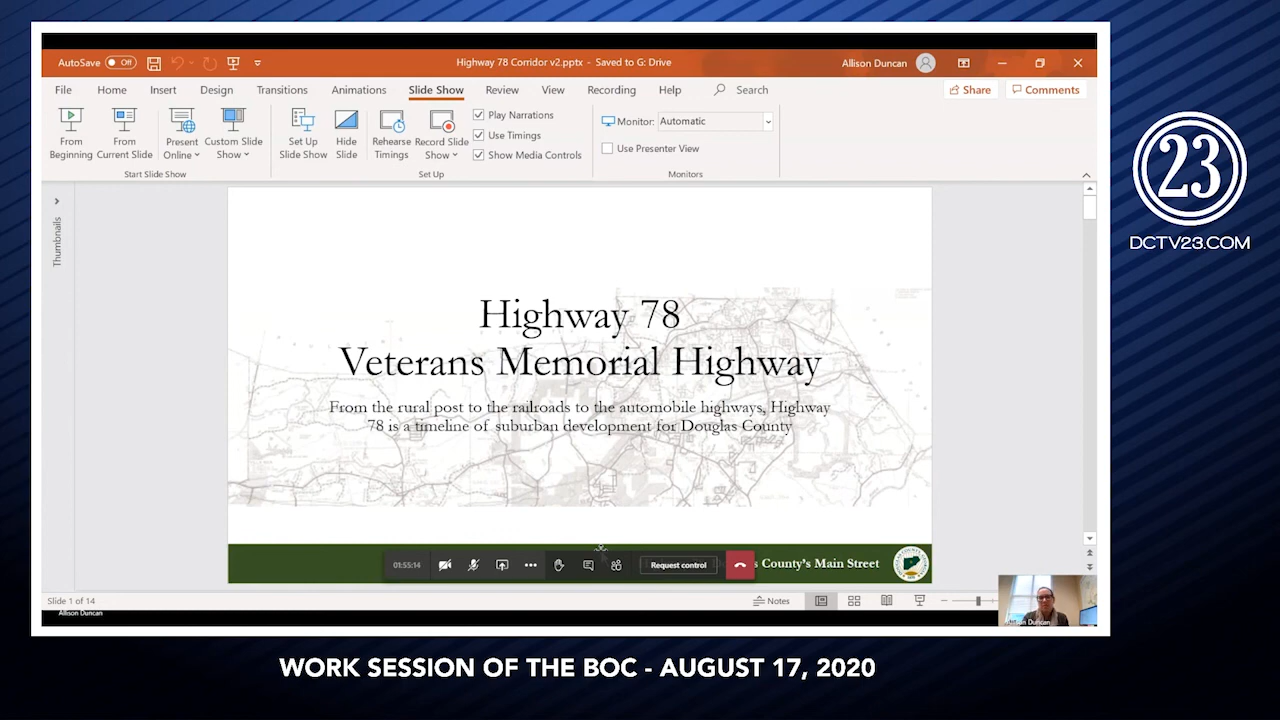 AutoSave Off
Highway 78 Corridor v2.pptx - Saved to G: Drive
Allison Duncan
File Home Insert Design Transitions Animations Slide Show Review View Recording Help Search Share Comments
From Beginning
From Current Slide
Present Online
Custom Slide Show
Start Slide Show
Set Up Slide Show
Hide Slide
Rehearse Timings
Record Slide Show
Play Narrations
Use Timings
Show Media Controls
Set Up
Monitor: Automatic
Use Presenter View
Monitors
Thumbnails
Highway 78
Veterans Memorial Highway
From the rural post to the railroads to the automobile highways, Highway
78 is a timeline of suburban development for Douglas County
01:55:14
Request control
s County's Main Street
Slide 1 of 14
Notes
Allison Duncan
Allison Duncan
23
DCTV23.COM
WORK SESSION OF THE BOC - AUGUST 17, 2020